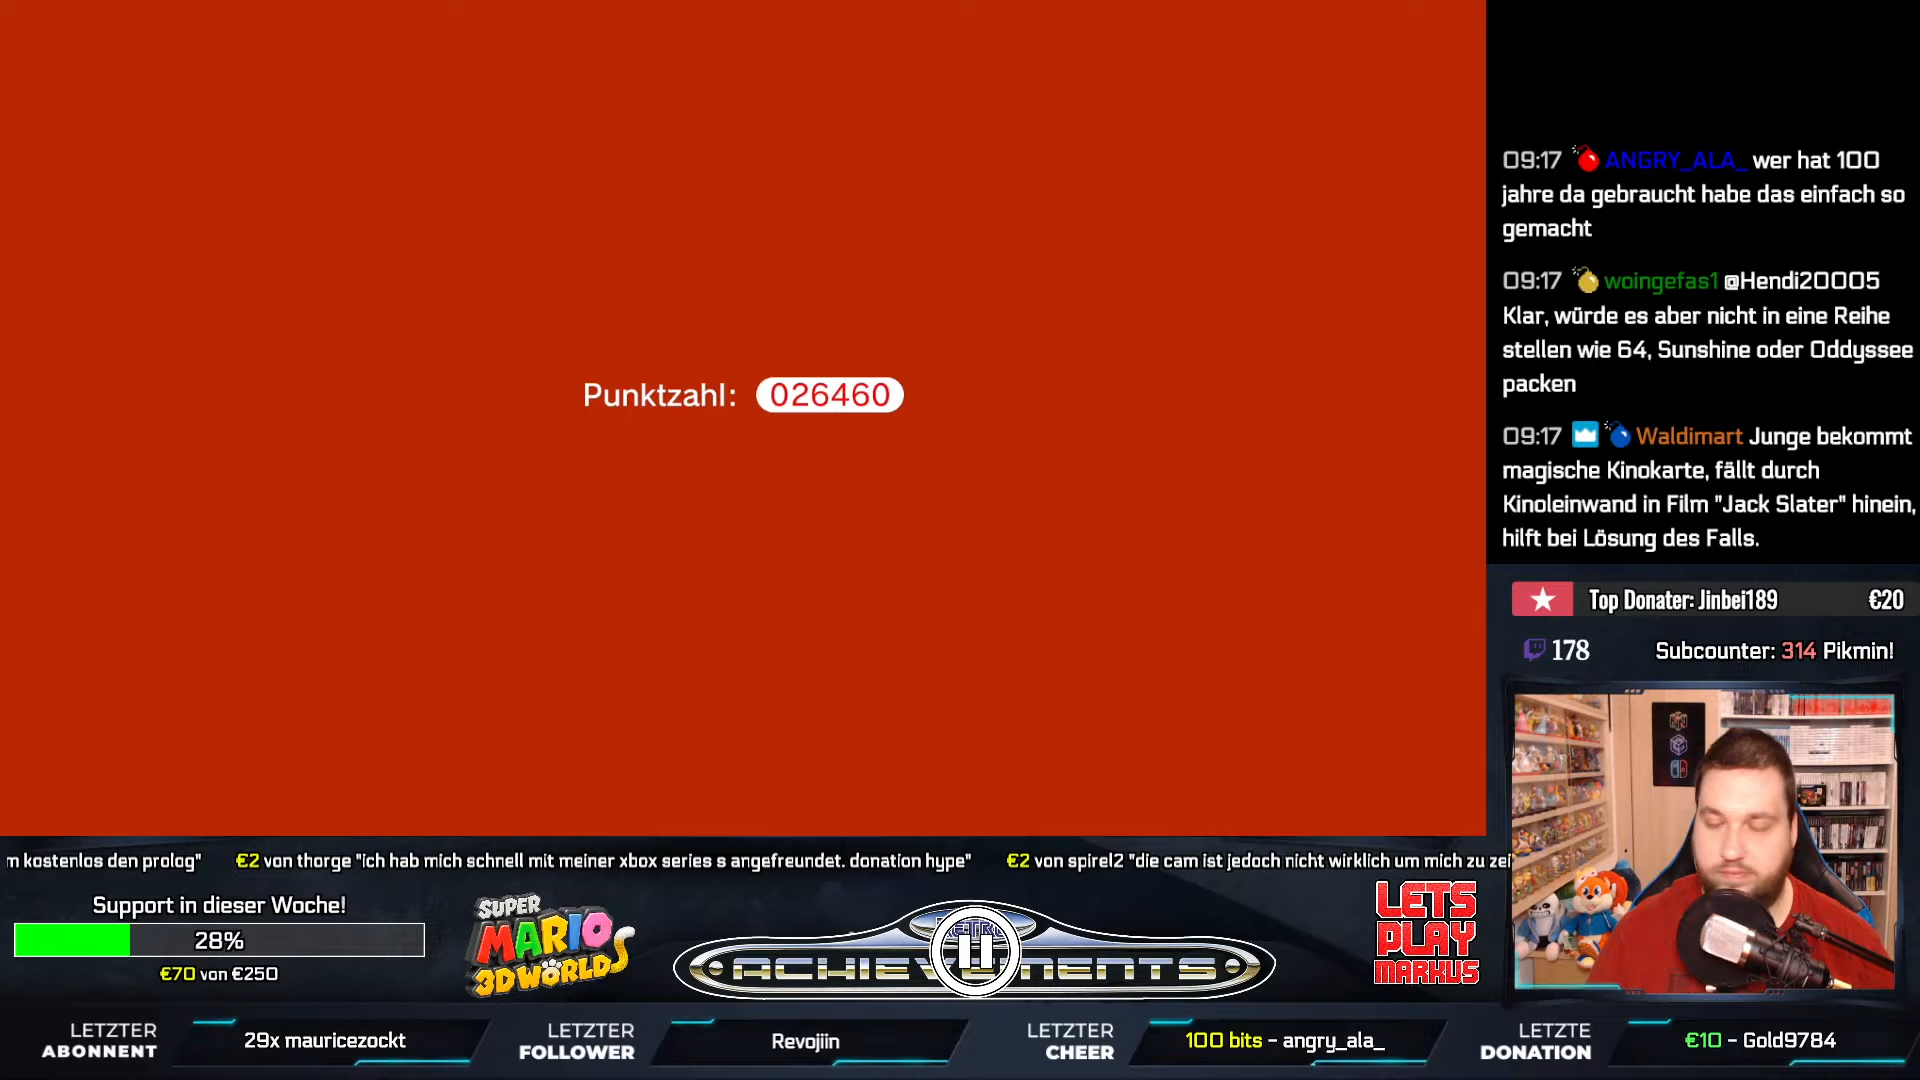 Punktzahl: 026460
09:17 ANGRY_ALA_ wer hat 100
jahre da gebraucht habe das einfach so
gemacht
09:17 woingefas1 @Hendi20005
Klar, würde es aber nicht in eine Reihe
stellen wie 64, Sunshine oder Oddyssee
packen
09:17 Waldimart Junge bekommt
magische Kinokarte, fällt durch
Kinoleinwand in Film "Jack Slater" hinein,
hilft bei Lösung des Falls.
Top Donater: Jinbei189 €20
178 Subcounter: 314 Pikmin!
m kostenlos den prolog" €2 von thorge "ich hab mich schnell mit meiner xbox series s angefreundet. donation hype" €2 von spirel2 "die cam ist jedoch nicht wirklich um mich zu zei
Support in dieser Woche!
28%
€70 von €250
SUPER
MARIO
3D WORLD
RETRO
ACHIEVEMENTS
LETS
PLAY
MARKUS
LETZTER
ABONNENT
29x mauricezockt
LETZTER
FOLLOWER
Revojiin
LETZTER
CHEER
100 bits - angry_ala_
LETZTE
DONATION
€10 - Gold9784